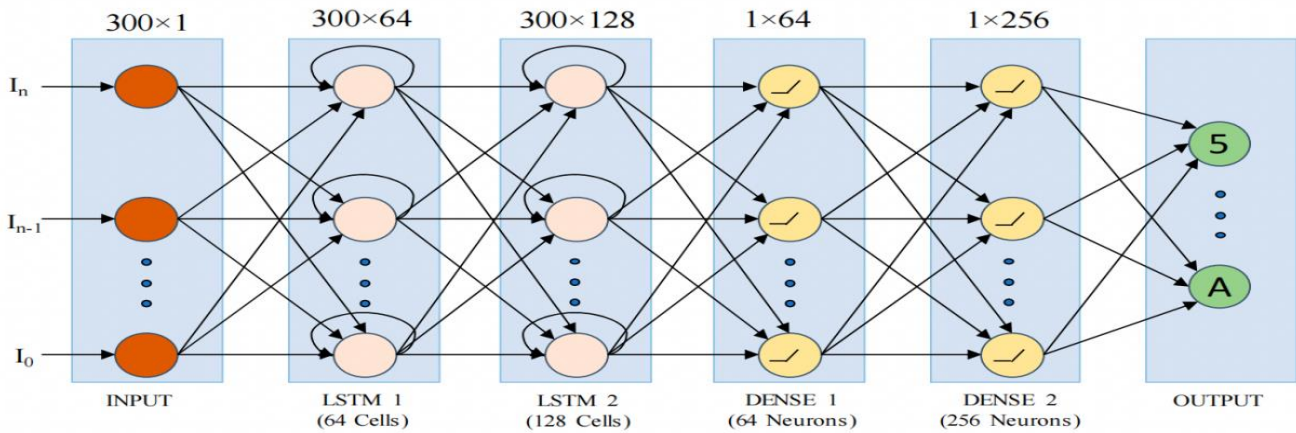 300×1 300×64 300×128 1×64 1×256
Iₙ
5
Iₙ₋₁
A
I₀
INPUT LSTM 1 LSTM 2 DENSE 1 DENSE 2 OUTPUT
(64 Cells) (128 Cells) (64 Neurons) (256 Neurons)